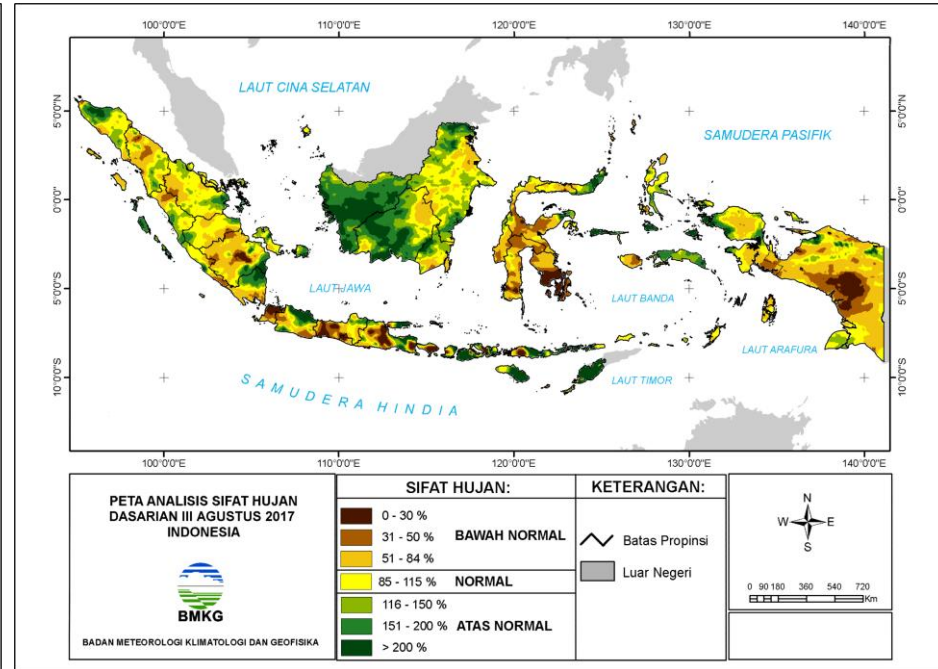 100°0'0"E 110°0'0"E 120°0'0"E 130°0'0"E 140°0'0"E
LAUT CINA SELATAN
SAMUDERA PASIFIK
5°0'0"N 5°0'0"N
0°0'0" 0°0'0"
5°0'0"S 5°0'0"S
10°0'0"S 10°0'0"S
LAUT JAWA
LAUT BANDA
LAUT ARAFURA
LAUT TIMOR
SAMUDERA HINDIA
100°0'0"E 110°0'0"E 120°0'0"E 130°0'0"E 140°0'0"E
PETA ANALISIS SIFAT HUJAN
DASARIAN III AGUSTUS 2017
INDONESIA
BMKG
BADAN METEOROLOGI KLIMATOLOGI DAN GEOFISIKA
SIFAT HUJAN:
0 - 30 %
31 - 50 % BAWAH NORMAL
51 - 84 %
85 - 115 % NORMAL
116 - 150 %
151 - 200 % ATAS NORMAL
> 200 %
KETERANGAN:
Batas Propinsi
Luar Negeri
N
W E
S
0 90 180 360 540 720
Km